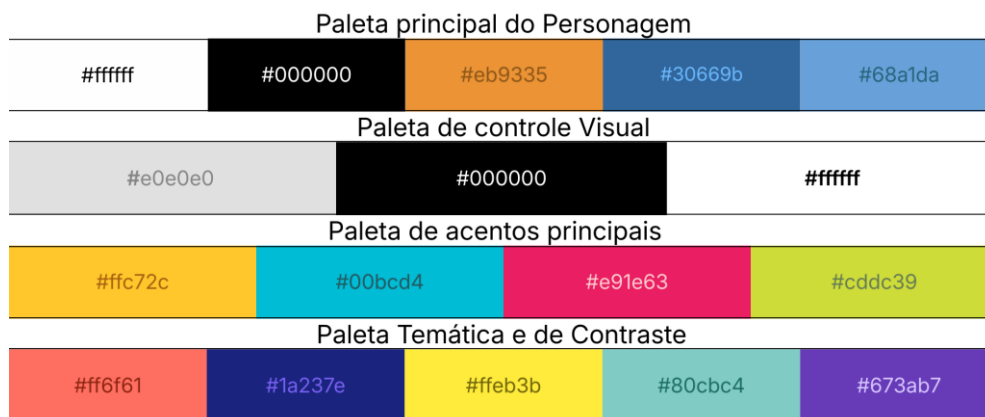 Paleta principal do Personagem
#ffffff #000000 #eb9335 #30669b #68a1da
Paleta de controle Visual
#e0e0e0 #000000 #ffffff
Paleta de acentos principais
#ffc72c #00bcd4 #e91e63 #cddc39
Paleta Temática e de Contraste
#ff6f61 #1a237e #ffeb3b #80cbc4 #673ab7